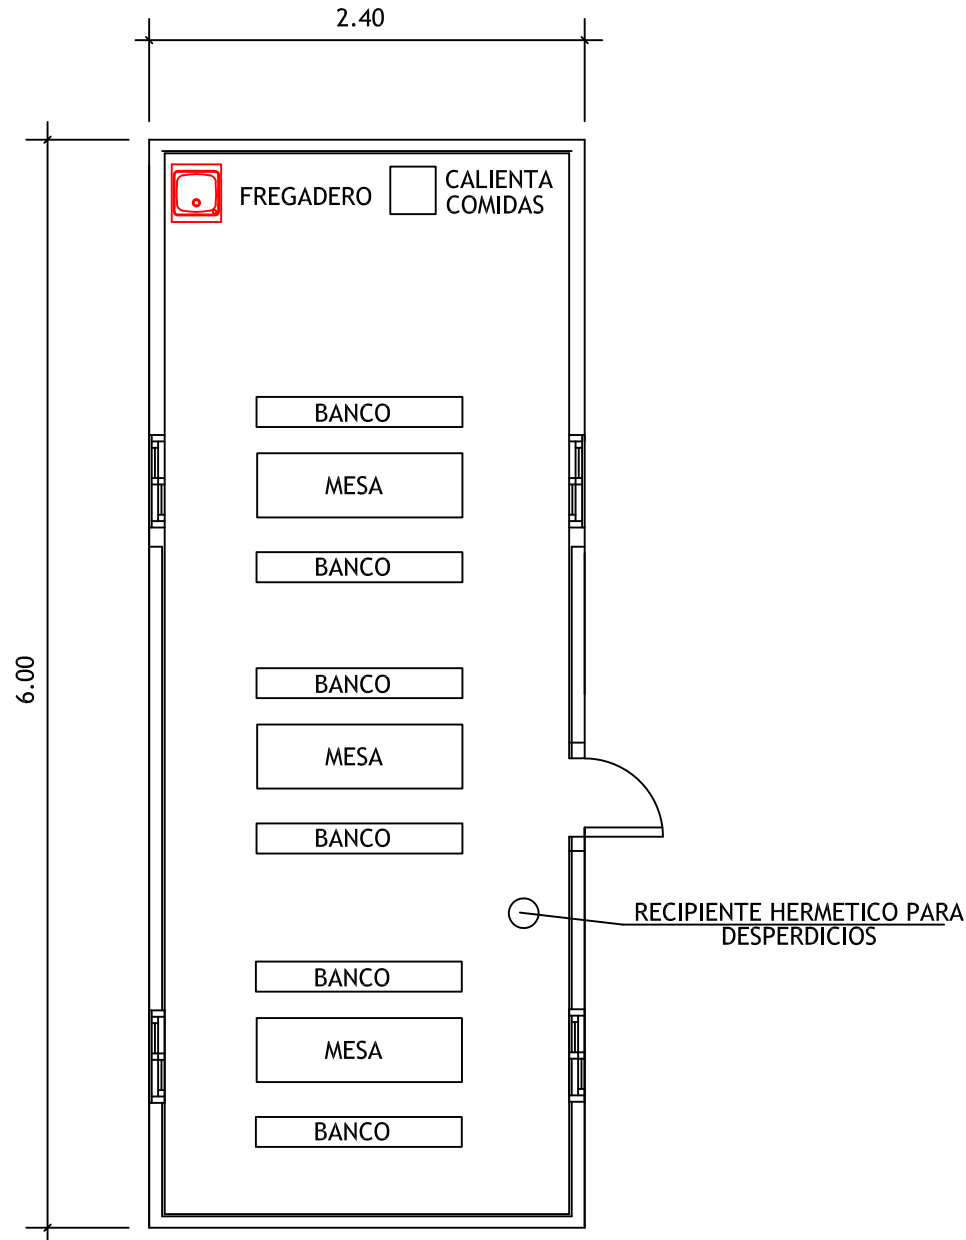 2.40
FREGADERO
CALIENTA
COMIDAS
BANCO
MESA
BANCO
6.00
BANCO
MESA
BANCO
RECIPIENTE HERMETICO PARA
DESPERDICIOS
BANCO
MESA
BANCO